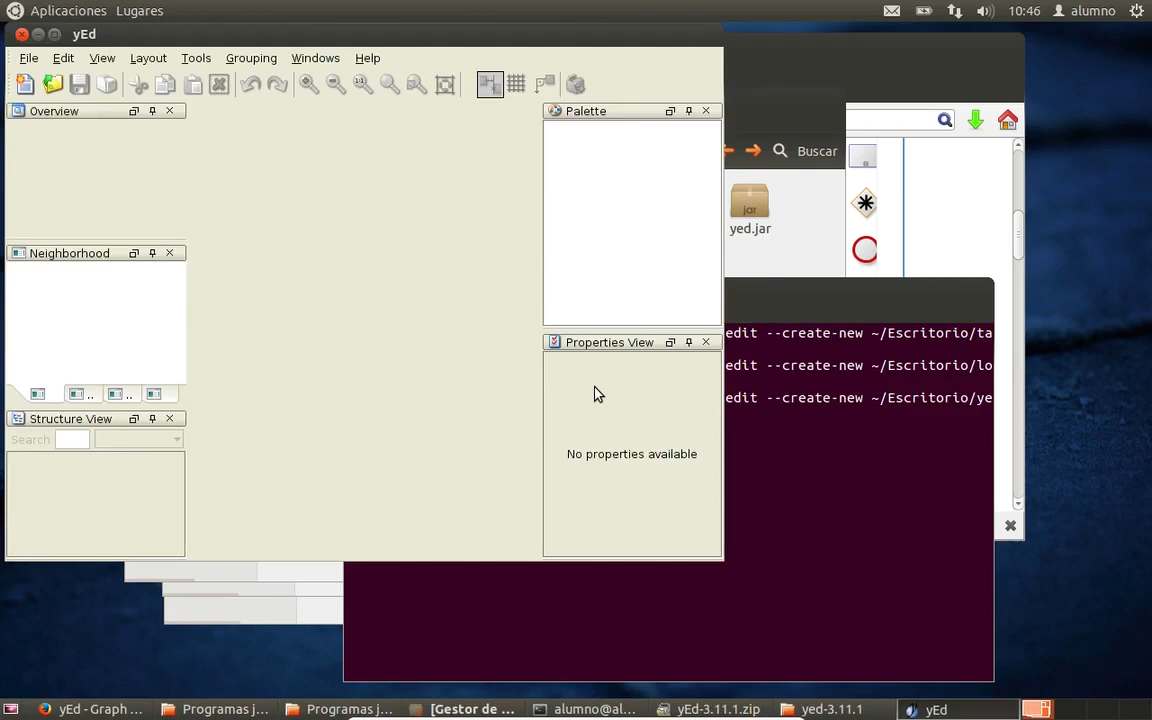 Aplicaciones Lugares
10:46 alumno
yEd
File Edit View Layout Tools Grouping Windows Help
Overview
Palette
Buscar
jar
yed.jar
Neighborhood
.. ..
Properties View
edit --create-new ~/Escritorio/ta
edit --create-new ~/Escritorio/lo
edit --create-new ~/Escritorio/ye
Structure View
Search
No properties available
yEd - Graph ... Programas j... Programas j... [Gestor de ... alumno@al... yEd-3.11.1.zip yed-3.11.1 yEd